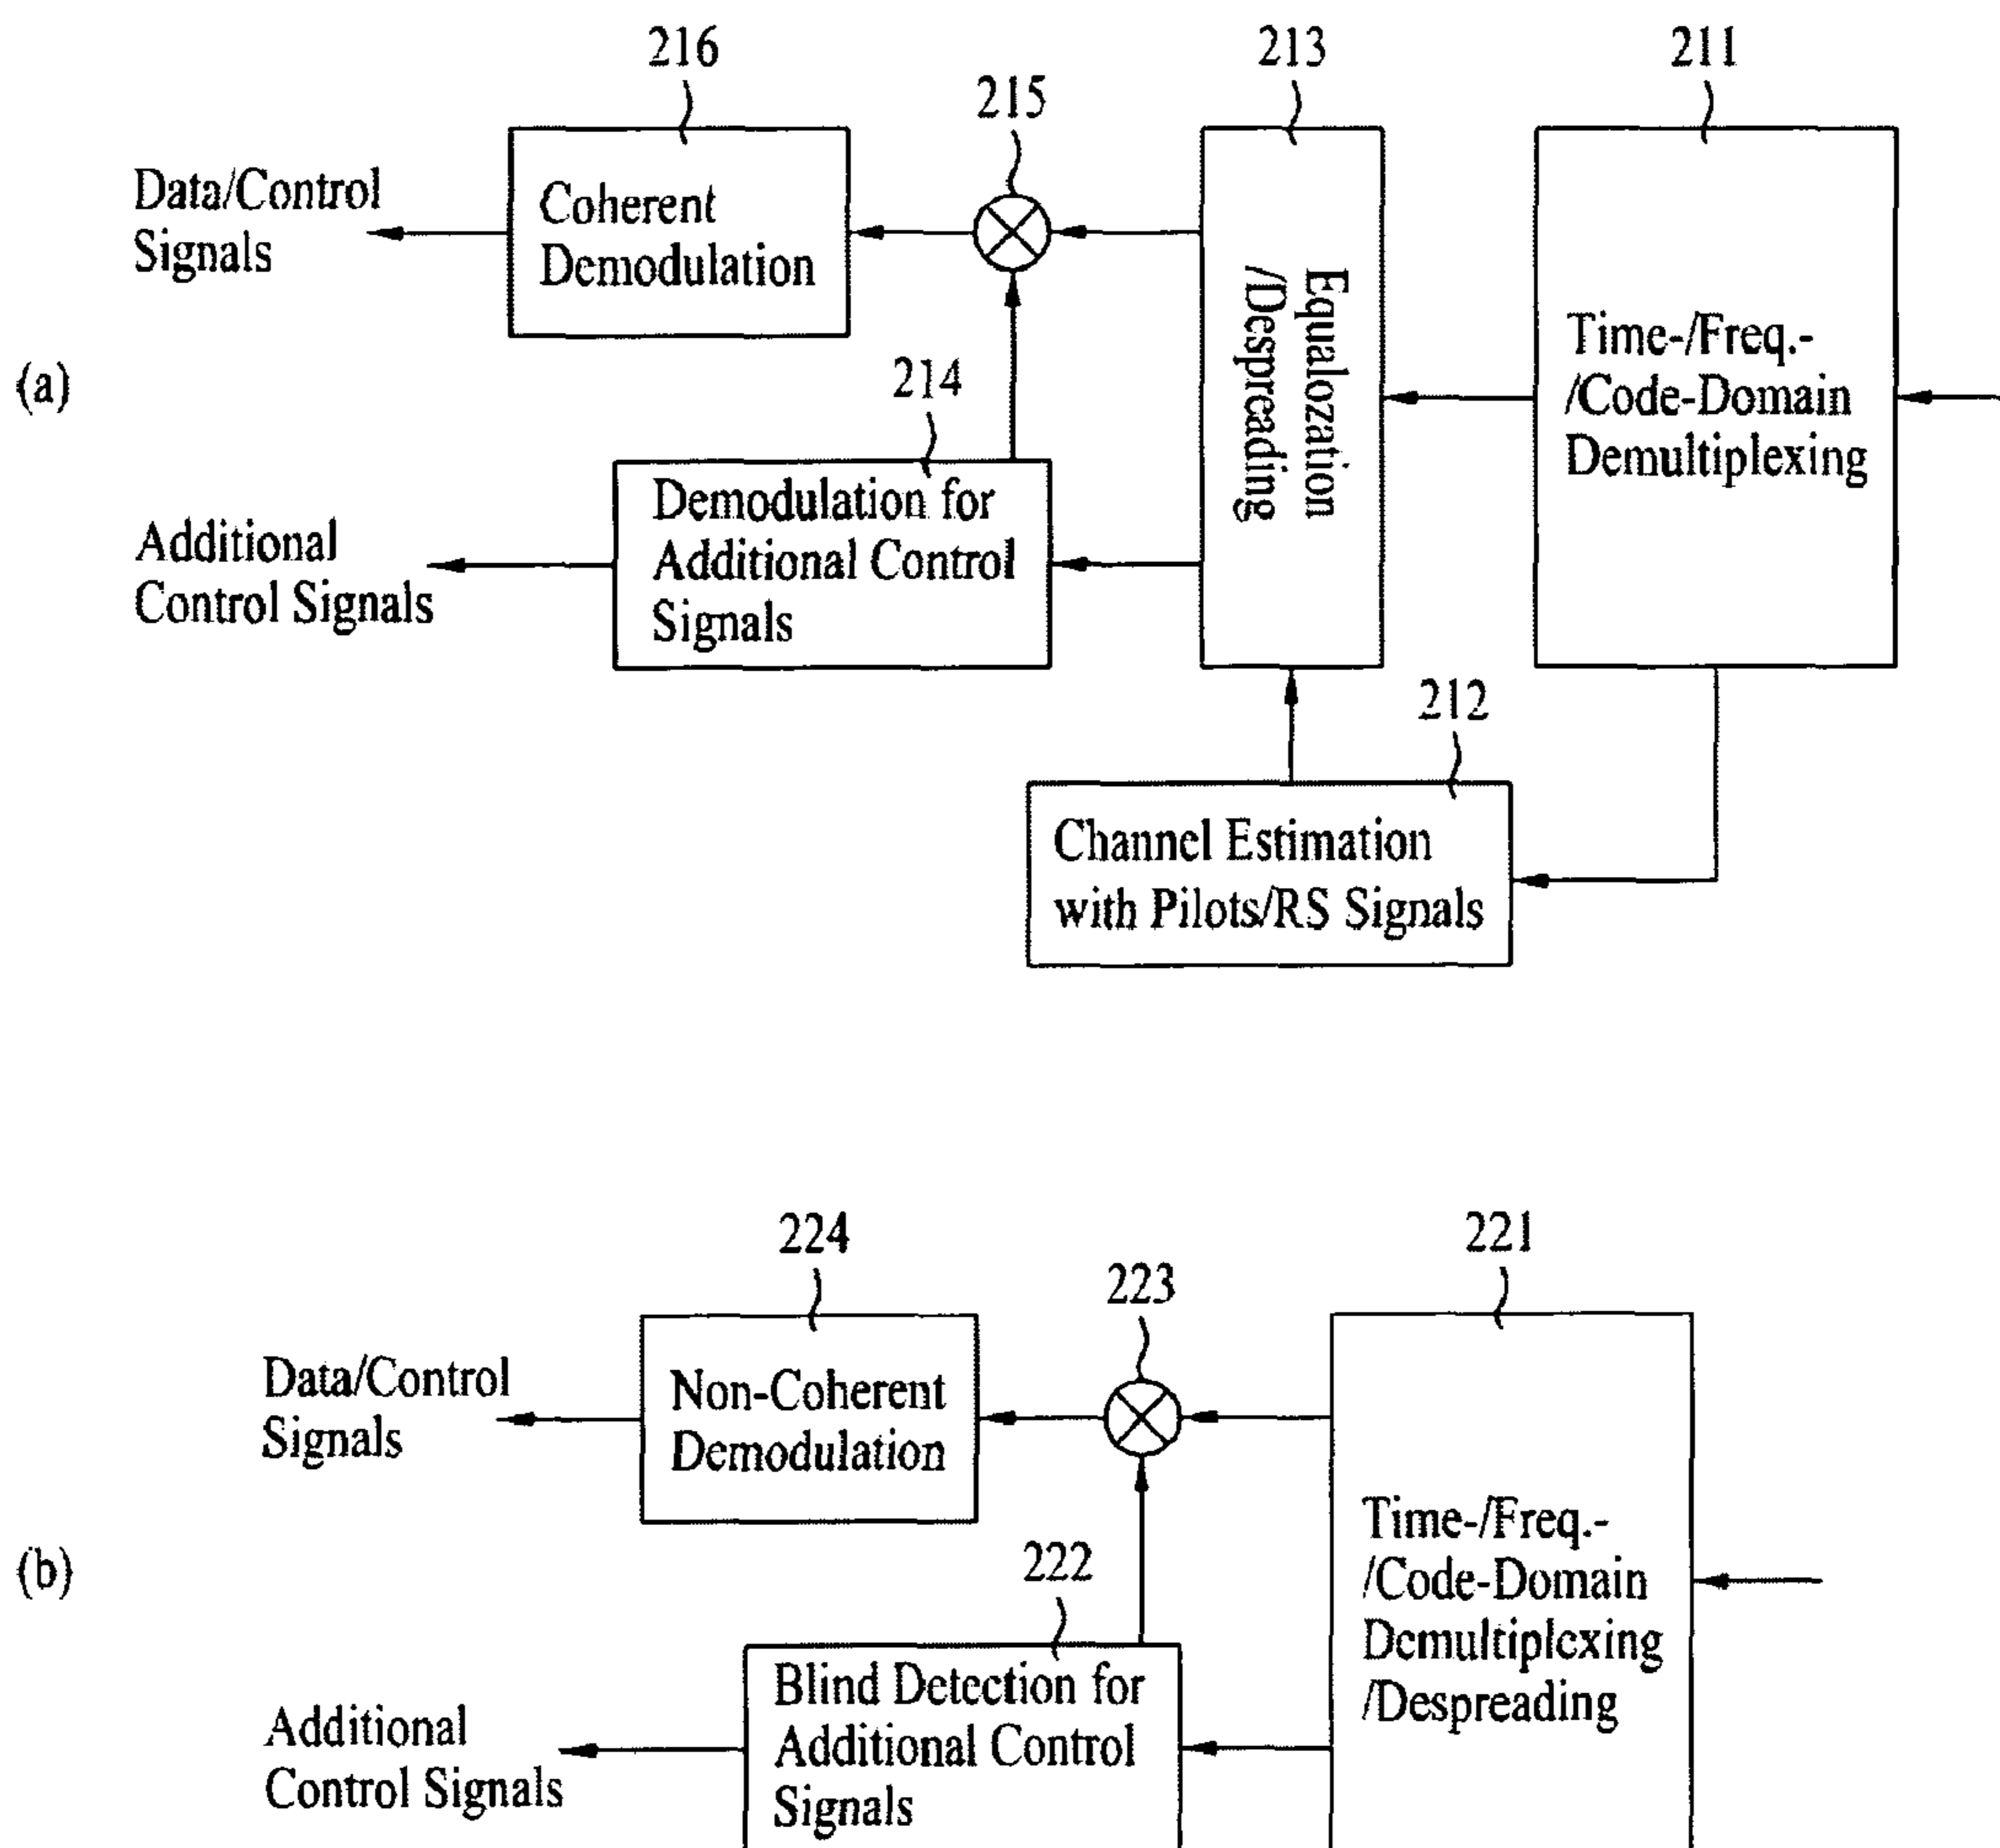 216
213
211
215
Data/Control
Signals
Coherent
Demodulation
Equalozation
/Despreading
Time-/Freq.-
/Code-Domain
Demultiplexing
(a)
214
Demodulation for
Additional Control
Signals
Additional
Control Signals
212
Channel Estimation
with Pilots/RS Signals
224
223
221
Data/Control
Signals
Non-Coherent
Demodulation
Time-/Freq.-
/Code-Domain
Demultiplexing
/Despreading
(b)
222
Blind Detection for
Additional Control
Signals
Additional
Control Signals